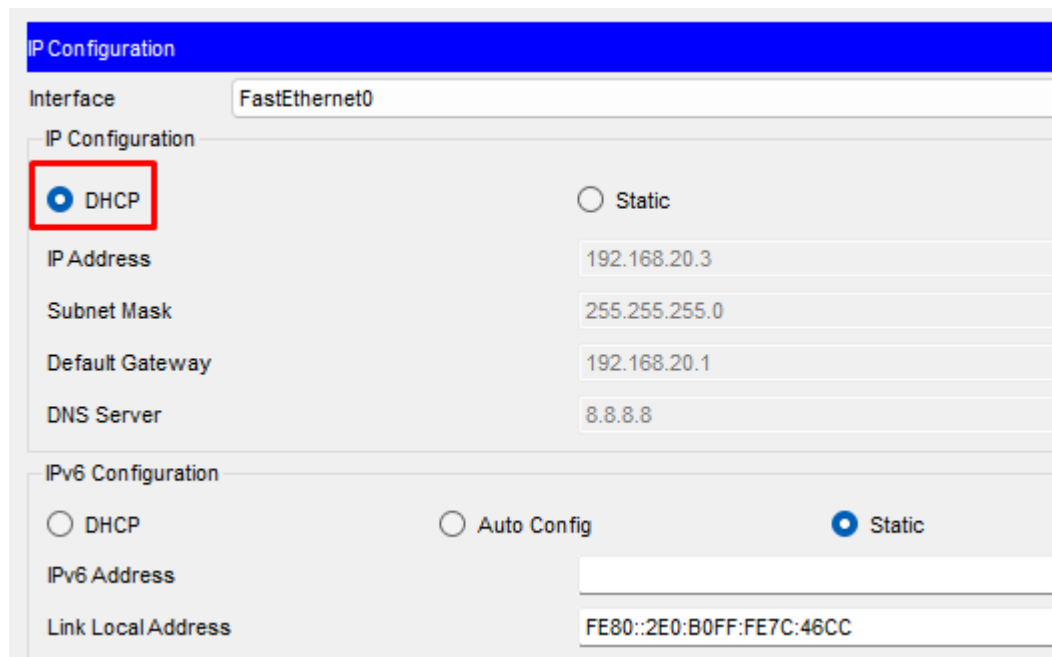 IP Configuration
Interface FastEthernet0
IP Configuration
DHCP Static
IP Address 192.168.20.3
Subnet Mask 255.255.255.0
Default Gateway 192.168.20.1
DNS Server 8.8.8.8
IPv6 Configuration
DHCP Auto Config Static
IPv6 Address
Link Local Address FE80::2E0:B0FF:FE7C:46CC